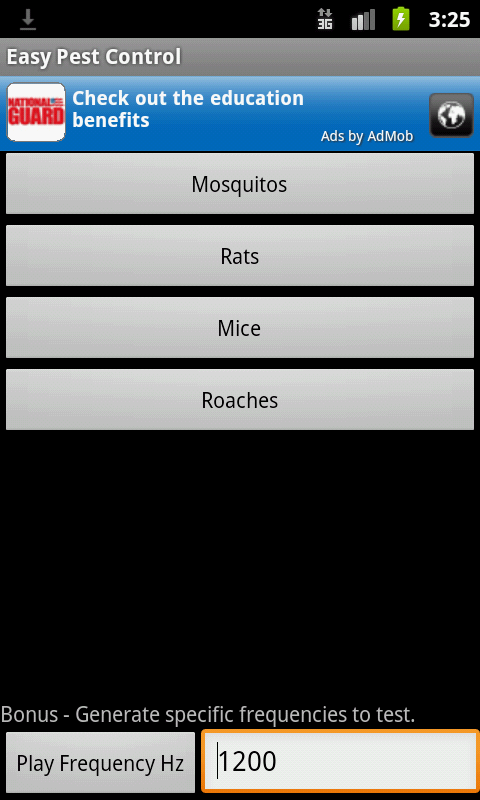 3G 3:25
Easy Pest Control
NATIONAL
GUARD
Check out the education
benefits
Ads by AdMob
Mosquitos
Rats
Mice
Roaches
Bonus - Generate specific frequencies to test.
Play Frequency Hz 1200